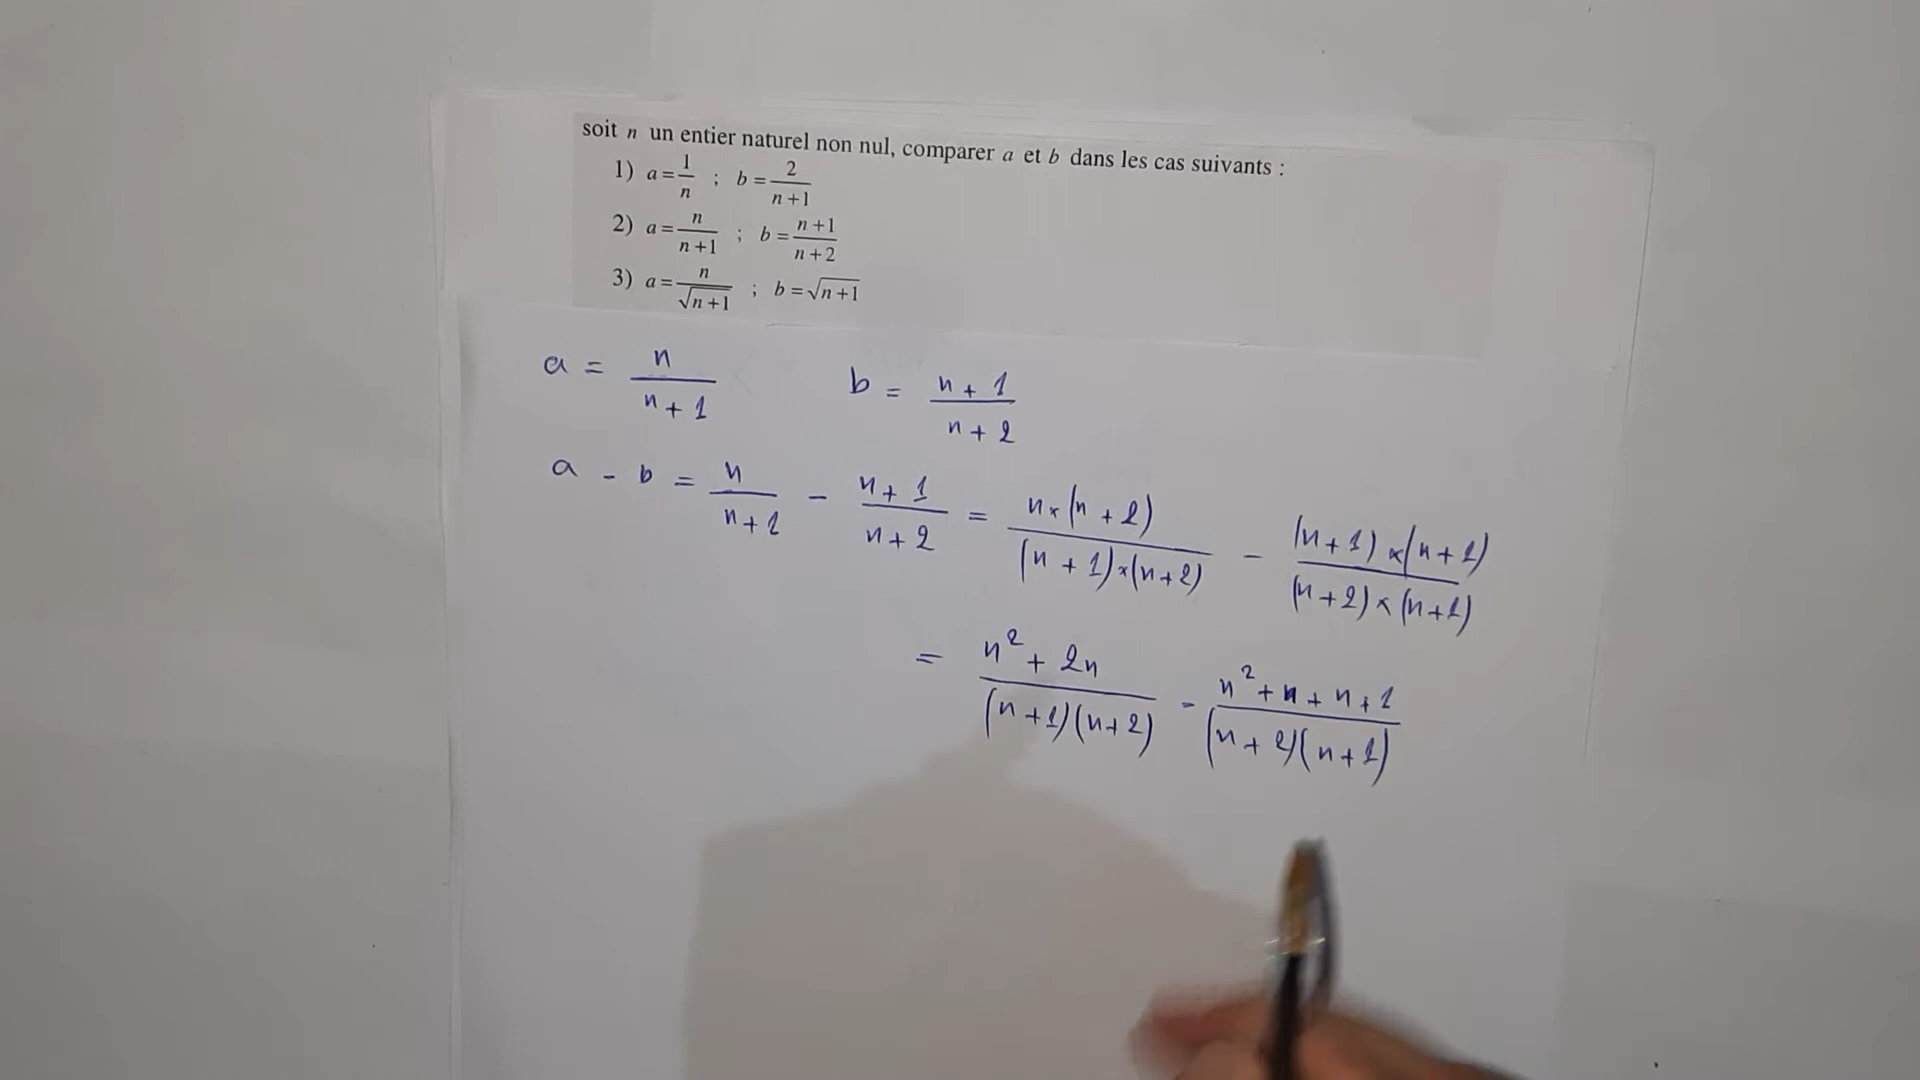 soit n un entier naturel non nul, comparer a et b dans les cas suivants :
1) a = 1/n ; b = 2/(n+1)
2) a = n/(n+1) ; b = (n+1)/(n+2)
3) a = n/√(n+1) ; b = √(n+1)
a = n/(n+1) b = (n+1)/(n+2)
a - b = n/(n+1) - (n+1)/(n+2) = (n×(n+2))/((n+1)×(n+2)) - ((n+1)×(n+1))/((n+2)×(n+1))
= (n²+2n)/((n+1)(n+2)) - (n²+n+n+1)/((n+2)(n+1))